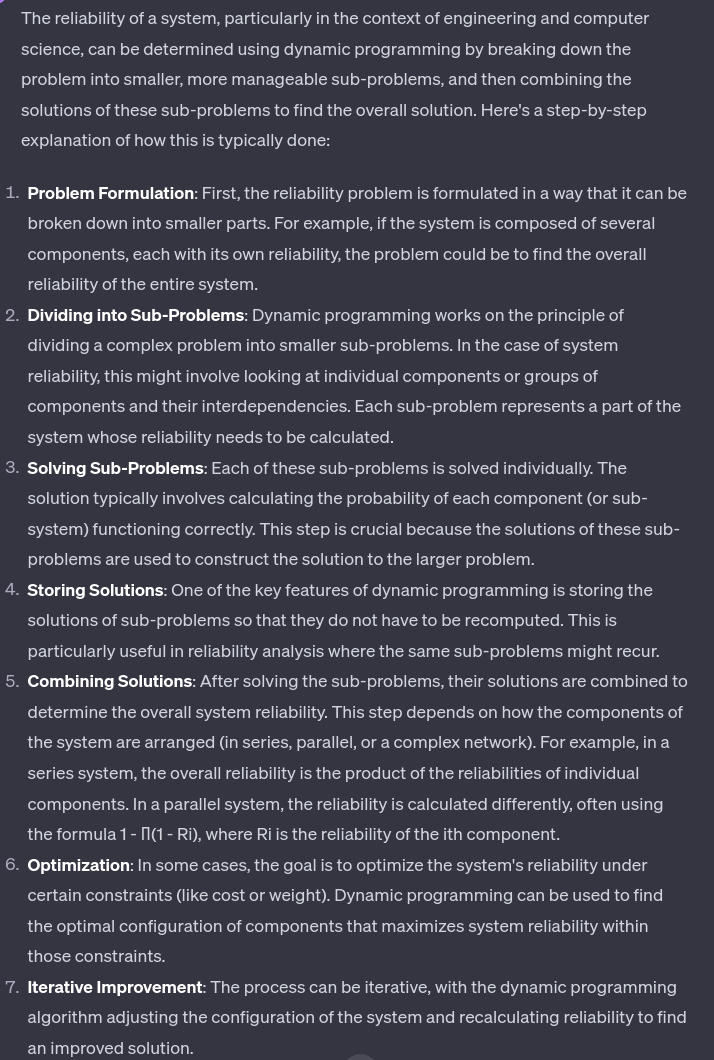 The reliability of a system, particularly in the context of engineering and computer
science, can be determined using dynamic programming by breaking down the
problem into smaller, more manageable sub-problems, and then combining the
solutions of these sub-problems to find the overall solution. Here's a step-by-step
explanation of how this is typically done:
1. Problem Formulation: First, the reliability problem is formulated in a way that it can be
broken down into smaller parts. For example, if the system is composed of several
components, each with its own reliability, the problem could be to find the overall
reliability of the entire system.
2. Dividing into Sub-Problems: Dynamic programming works on the principle of
dividing a complex problem into smaller sub-problems. In the case of system
reliability, this might involve looking at individual components or groups of
components and their interdependencies. Each sub-problem represents a part of the
system whose reliability needs to be calculated.
3. Solving Sub-Problems: Each of these sub-problems is solved individually. The
solution typically involves calculating the probability of each component (or sub-
system) functioning correctly. This step is crucial because the solutions of these sub-
problems are used to construct the solution to the larger problem.
4. Storing Solutions: One of the key features of dynamic programming is storing the
solutions of sub-problems so that they do not have to be recomputed. This is
particularly useful in reliability analysis where the same sub-problems might recur.
5. Combining Solutions: After solving the sub-problems, their solutions are combined to
determine the overall system reliability. This step depends on how the components of
the system are arranged (in series, parallel, or a complex network). For example, in a
series system, the overall reliability is the product of the reliabilities of individual
components. In a parallel system, the reliability is calculated differently, often using
the formula 1 - ∏(1 - Ri), where Ri is the reliability of the ith component.
6. Optimization: In some cases, the goal is to optimize the system's reliability under
certain constraints (like cost or weight). Dynamic programming can be used to find
the optimal configuration of components that maximizes system reliability within
those constraints.
7. Iterative Improvement: The process can be iterative, with the dynamic programming
algorithm adjusting the configuration of the system and recalculating reliability to find
an improved solution.